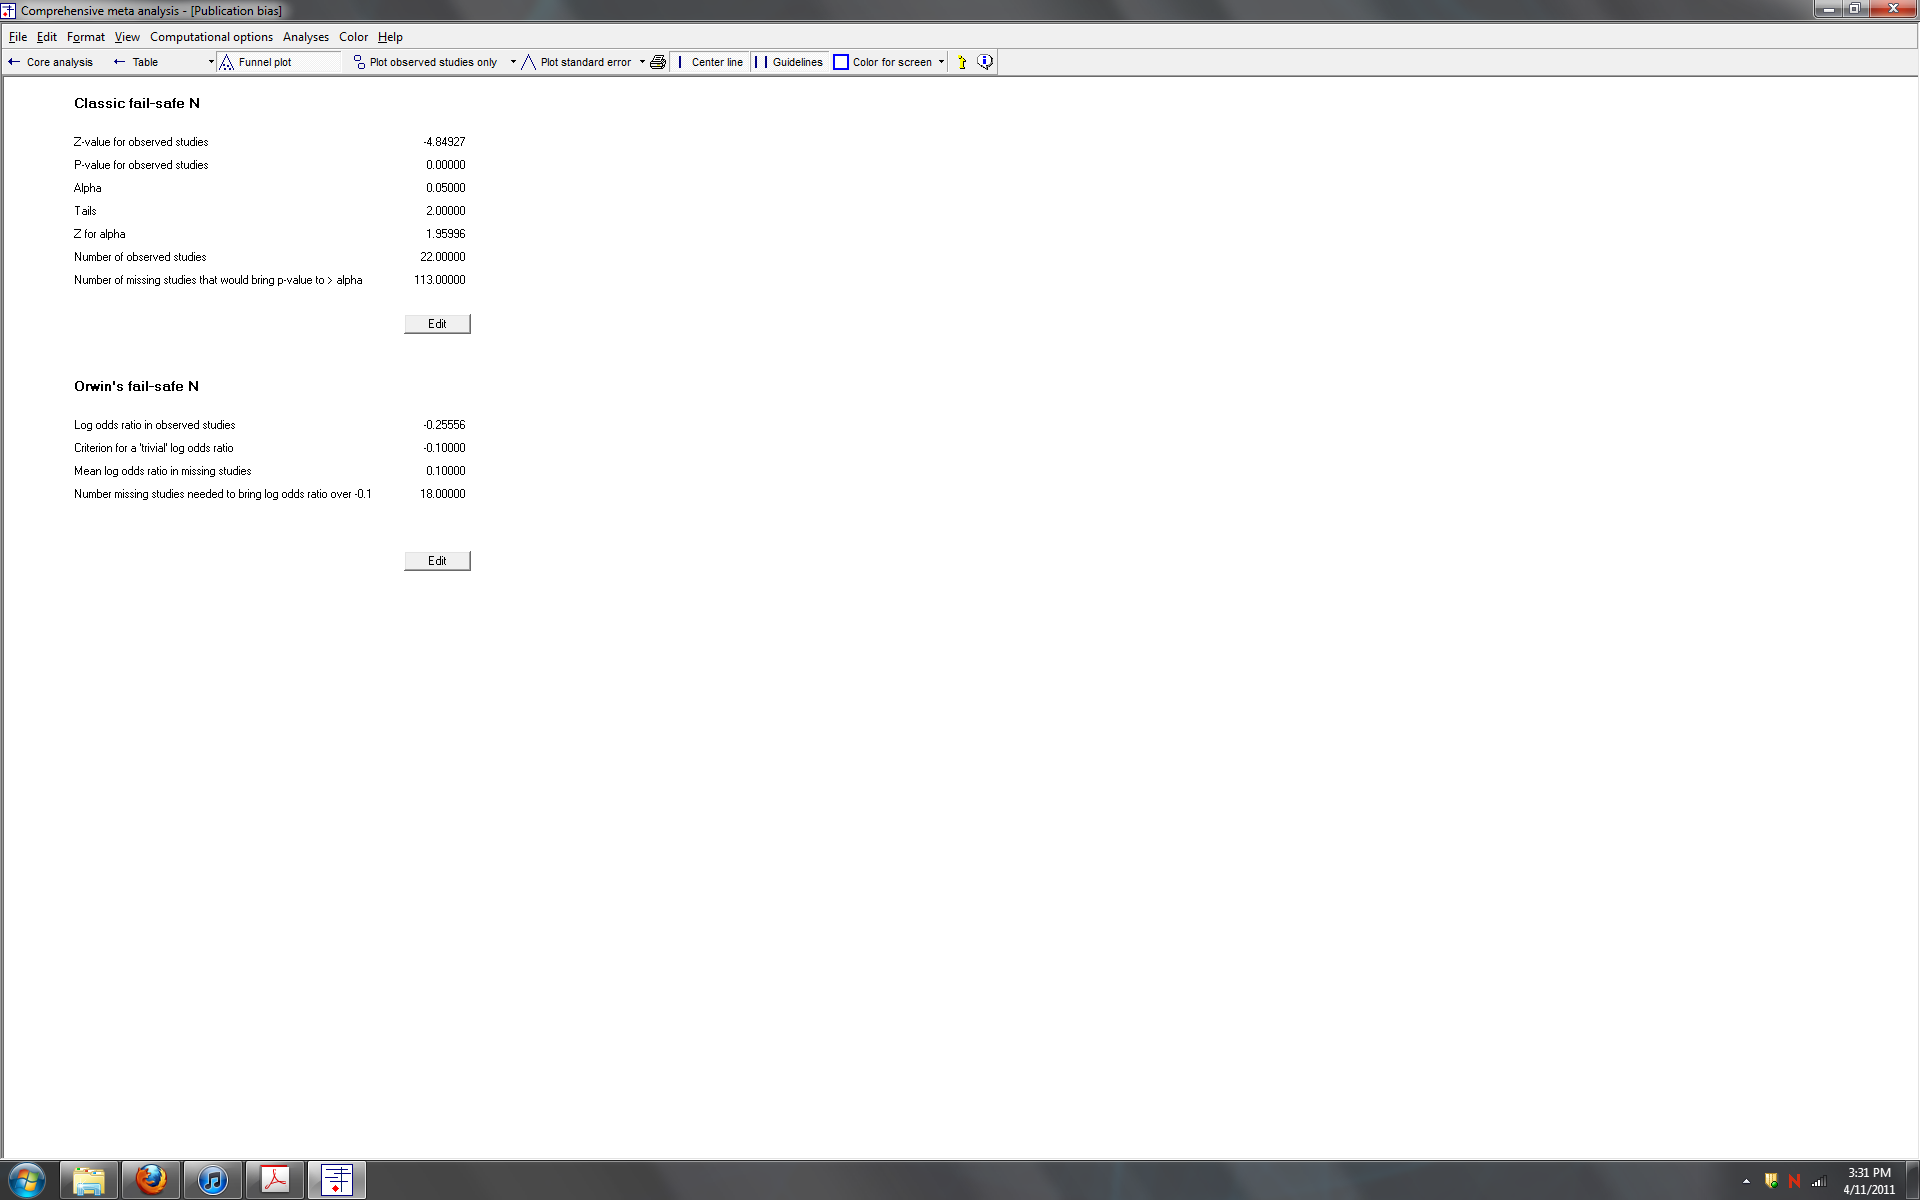 Comprehensive meta analysis - [Publication bias]
File Edit Format View Computational options Analyses Color Help
Core analysis Table Funnel plot Plot observed studies only Plot standard error Center line Guidelines Color for screen
Classic fail-safe N
Z-value for observed studies -4.84927
P-value for observed studies 0.00000
Alpha 0.05000
Tails 2.00000
Z for alpha 1.95996
Number of observed studies 22.00000
Number of missing studies that would bring p-value to > alpha 113.00000
Edit
Orwin's fail-safe N
Log odds ratio in observed studies -0.25556
Criterion for a 'trivial' log odds ratio -0.10000
Mean log odds ratio in missing studies 0.10000
Number missing studies needed to bring log odds ratio over -0.1 18.00000
Edit
3:31 PM
4/11/2011